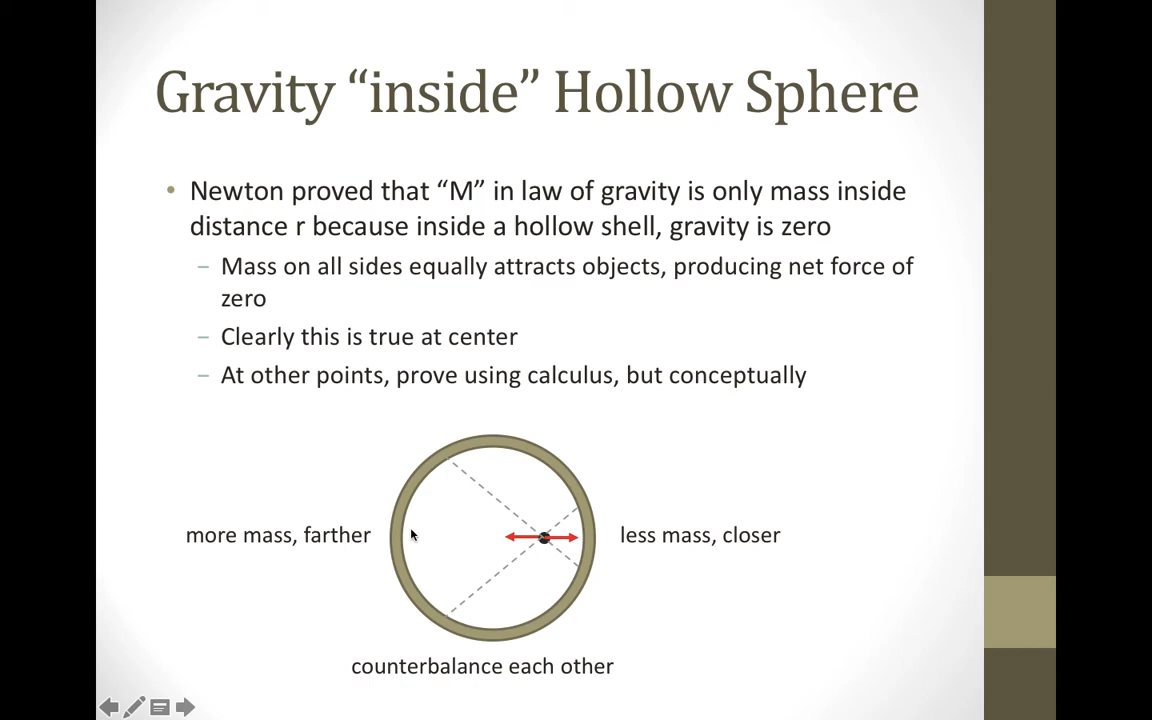 Gravity “inside” Hollow Sphere
• Newton proved that “M” in law of gravity is only mass inside
distance r because inside a hollow shell, gravity is zero
– Mass on all sides equally attracts objects, producing net force of
zero
– Clearly this is true at center
– At other points, prove using calculus, but conceptually
more mass, farther
less mass, closer
counterbalance each other